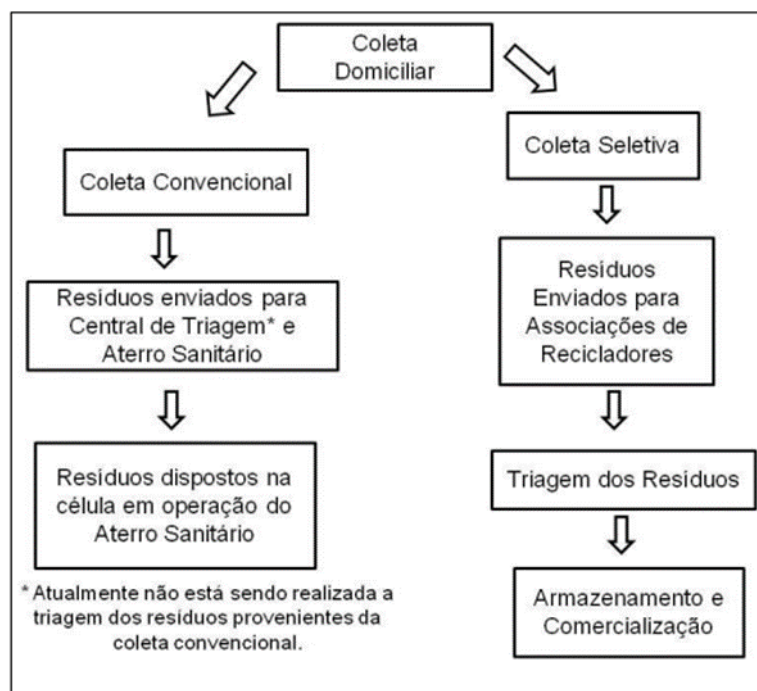 Coleta
Domiciliar
Coleta Convencional
Resíduos enviados para
Central de Triagem* e
Aterro Sanitário
Resíduos dispostos na
célula em operação do
Aterro Sanitário
* Atualmente não está sendo realizada a
triagem dos resíduos provenientes da
coleta convencional.
Coleta Seletiva
Resíduos
Enviados para
Associações de
Recicladores
Triagem dos Resíduos
Armazenamento e
Comercialização